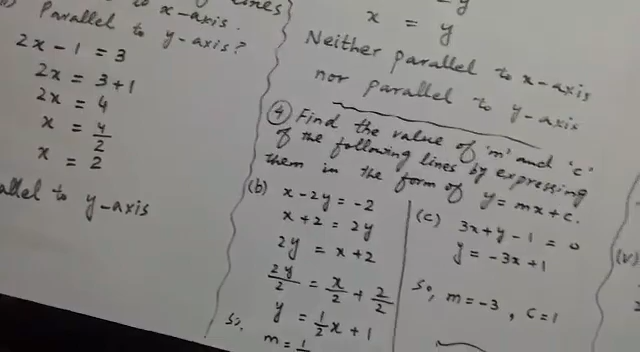 Parallel to x-axis.
y-axis?
2x - 1 = 3
2x = 3+1
2x = 4
x = 4/2
x = 2
to y-axis
x = y
Neither parallel to x-axis
nor parallel to y-axis
④ Find the value of 'm' and 'c'
of the following lines by expressing
them in the form of y = mx + c.
(b) x - 2y = -2
x + 2 = 2y
2y = x + 2
2y/2 = x/2 + 2/2
y = 1/2 x + 1
So,
(c) 3x + y - 1 = 0
y = -3x + 1
so, m = -3, c = 1
(v)